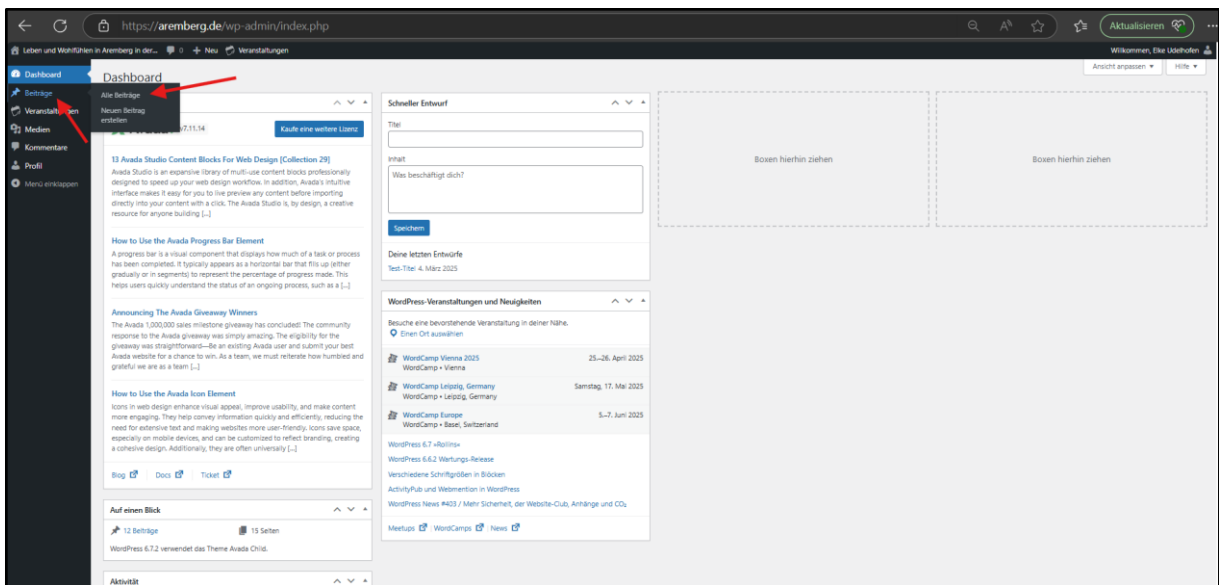 https://aremberg.de/wp-admin/index.php
Aktualisieren
Leben und Wohlfühlen in Aremberg in der... 0 + Neu Veranstaltungen
Willkommen, Elke Udelhofen
Dashboard
Beiträge
Veranstaltungen
Medien
Kommentare
Profil
Menü einklappen
Alle Beiträge
Neuen Beitrag
erstellen
Dashboard
Ansicht anpassen
Hilfe
v7.11.14
Kaufe eine weitere Lizenz
13 Avada Studio Content Blocks For Web Design [Collection 29]
Avada Studio is an expansive library of multi-use content blocks professionally
designed to speed up your web design workflow. In addition, Avada's intuitive
interface makes it easy for you to live preview any content before importing
directly into your content with a click. The Avada Studio is, by design, a creative
resource for anyone building [...]
How to Use the Avada Progress Bar Element
A progress bar is a visual component that displays how much of a task or process
has been completed. It typically appears as a horizontal bar that fills up (either
gradually or in segments) to represent the percentage of progress made. This
helps users quickly understand the status of an ongoing process, such as a [...]
Announcing The Avada Giveaway Winners
The Avada 1,000,000 sales milestone giveaway has concluded! The community
response to the Avada giveaway was simply amazing. The eligibility for the
giveaway was straightforward—Be an existing Avada user and submit your best
Avada website for a chance to win. As a team, we must reiterate how humbled and
grateful we are as a team [...]
How to Use the Avada Icon Element
Icons in web design enhance visual appeal, improve usability, and make content
more engaging. They help convey information quickly and efficiently, reducing the
need for extensive text and making websites more user-friendly. Icons save space,
especially on mobile devices, and can be customized to reflect branding, creating
a cohesive design. Additionally, they are often universally [...]
Blog Docs Ticket
Auf einen Blick
12 Beiträge 15 Seiten
WordPress 6.7.2 verwendet das Theme Avada Child.
Aktivität
Schneller Entwurf
Titel
Inhalt
Was beschäftigt dich?
Speichern
Deine letzten Entwürfe
Test-Titel 4. März 2025
WordPress-Veranstaltungen und Neuigkeiten
Besuche eine bevorstehende Veranstaltung in deiner Nähe.
Einen Ort auswählen
WordCamp Vienna 2025 25.–26. April 2025
WordCamp • Vienna
WordCamp Leipzig, Germany Samstag, 17. Mai 2025
WordCamp • Leipzig, Germany
WordCamp Europe 5.–7. Juni 2025
WordCamp • Basel, Switzerland
WordPress 6.7 »Rollins«
WordPress 6.6.2 Wartungs-Release
Verschiedene Schriftgrößen in Blöcken
ActivityPub und Webmention in WordPress
WordPress News #403 / Mehr Sicherheit, der Website-Club, Anhänge und CO₂
Meetups WordCamps News
Boxen hierhin ziehen
Boxen hierhin ziehen